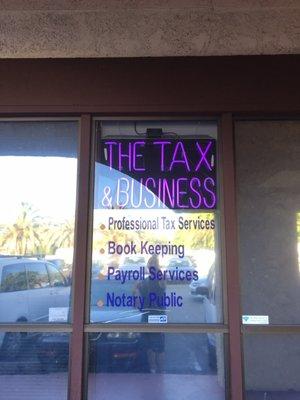 THE TAX
& BUSINESS
Professional Tax Services
Book Keeping
Payroll Services
Notary Public